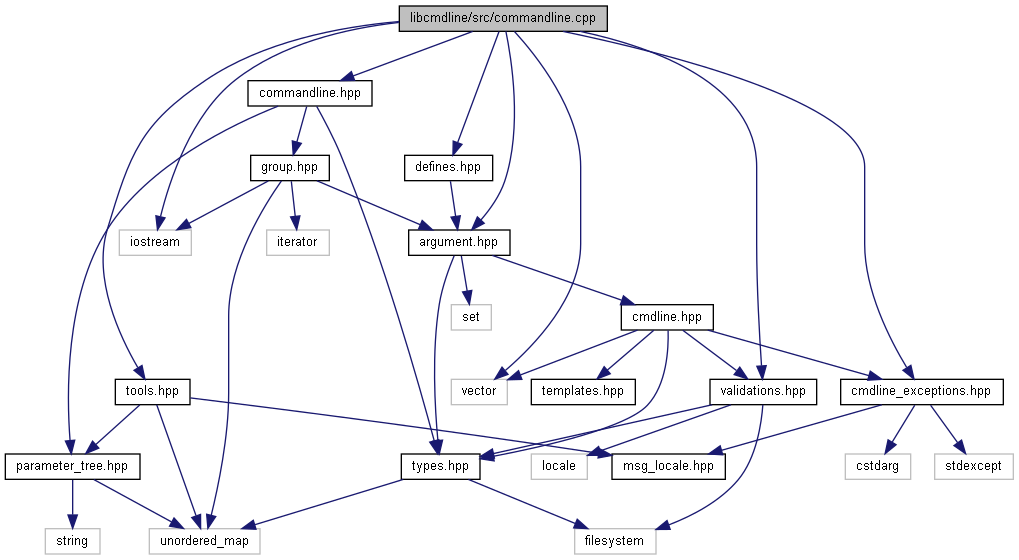 libcmdline/src/commandline.cpp
commandline.hpp
group.hpp
defines.hpp
iostream
iterator
argument.hpp
set
cmdline.hpp
tools.hpp
vector
templates.hpp
validations.hpp
cmdline_exceptions.hpp
parameter_tree.hpp
types.hpp
locale
msg_locale.hpp
cstdarg
stdexcept
string
unordered_map
filesystem